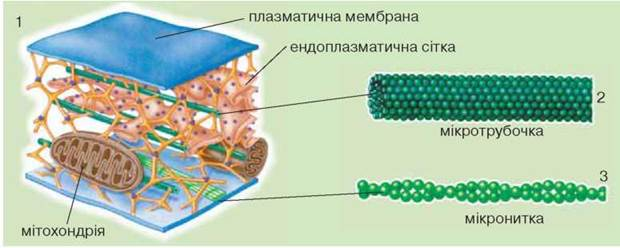 1
плазматична мембрана
ендоплазматична сітка
2
мікротрубочка
3
мікронитка
мітохондрія